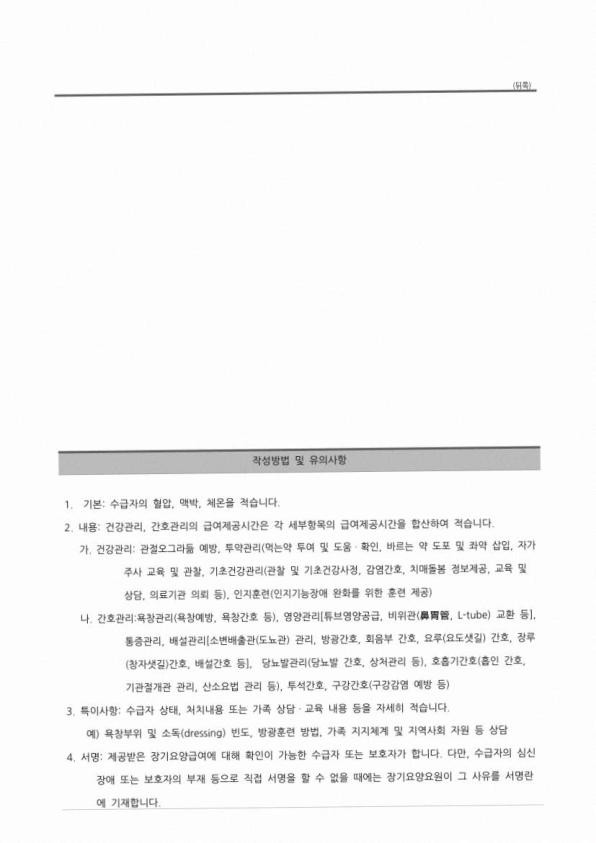 (뒤쪽)
작성방법 및 유의사항
1. 기본: 수급자의 혈압, 맥박, 체온을 적습니다.
2. 내용: 건강관리, 간호관리의 급여제공시간은 각 세부항목의 급여제공시간을 합산하여 적습니다.
가. 건강관리: 관절오그라듦 예방, 투약관리(먹는약 투여 및 도움ㆍ확인, 바르는 약 도포 및 좌약 삽입, 자가
주사 교육 및 관찰, 기초건강관리(관찰 및 기초건강사정, 감염간호, 치매돌봄 정보제공, 교육 및
상담, 의료기관 의뢰 등), 인지훈련(인지기능장애 완화를 위한 훈련 제공)
나. 간호관리:욕창관리(욕창예방, 욕창간호 등), 영양관리[튜브영양공급, 비위관(鼻胃管, L-tube) 교환 등],
통증관리, 배설관리[소변배출관(도뇨관) 관리, 방광간호, 회음부 간호, 요루(요도샛길) 간호, 장루
(창자샛길)간호, 배설간호 등], 당뇨발관리(당뇨발 간호, 상처관리 등), 호흡기간호(흡인 간호,
기관절개관 관리, 산소요법 관리 등), 투석간호, 구강간호(구강감염 예방 등)
3. 특이사항: 수급자 상태, 처치내용 또는 가족 상담ㆍ교육 내용 등을 자세히 적습니다.
예) 욕창부위 및 소독(dressing) 빈도, 방광훈련 방법, 가족 지지체계 및 지역사회 자원 등 상담
4. 서명: 제공받은 장기요양급여에 대해 확인이 가능한 수급자 또는 보호자가 합니다. 다만, 수급자의 심신
장애 또는 보호자의 부재 등으로 직접 서명을 할 수 없을 때에는 장기요양요원이 그 사유를 서명란
에 기재합니다.